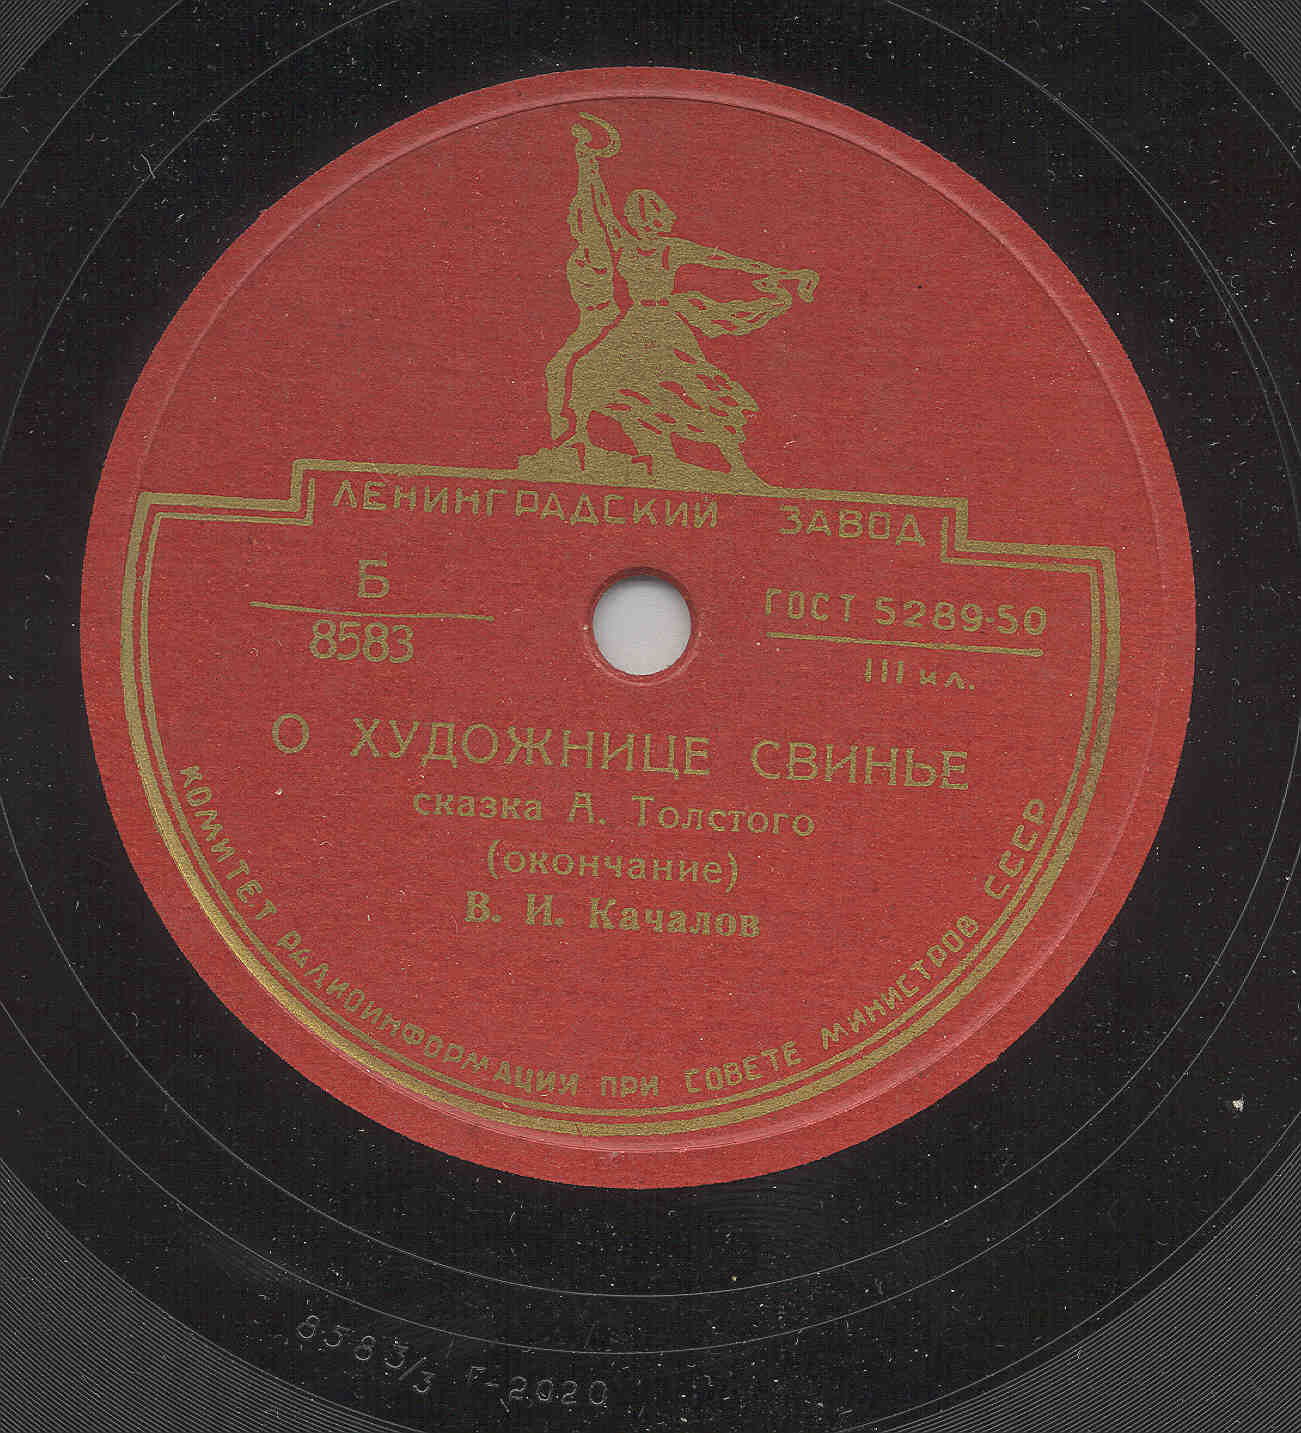 ЛЕНИНГРАДСКИЙ ЗАВОД
Б
8583
ГОСТ 5289-50
III кл.
О ХУДОЖНИЦЕ СВИНЬЕ
сказка А. Толстого
(окончание)
В. И. Качалов
КОМИТЕТ РАДИОИНФОРМАЦИИ ПРИ СОВЕТЕ МИНИСТРОВ СССР
8583/3 Г-2020